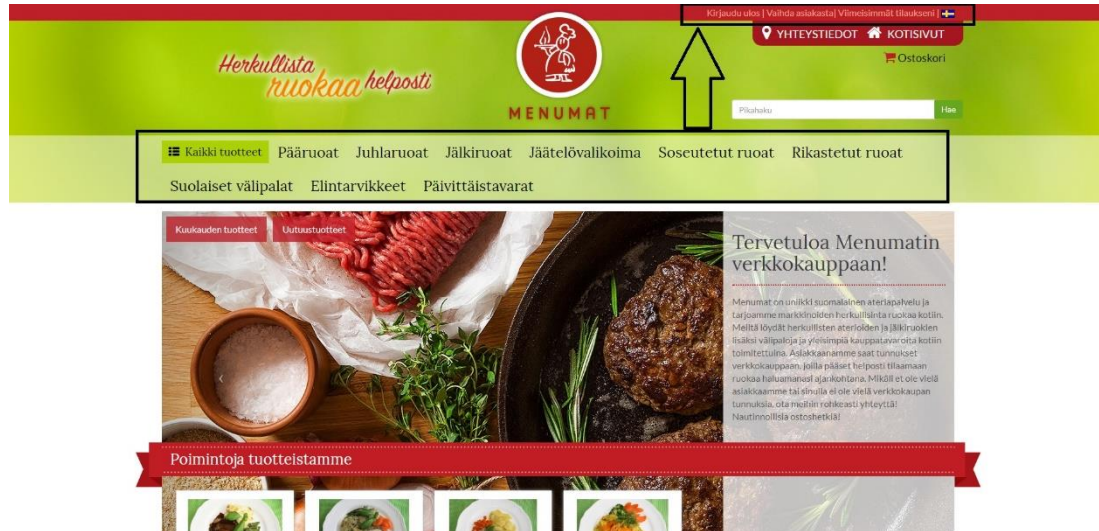 Kirjaudu ulos | Vaihda asiakasta| Viimeisimmät tilaukseni |
YHTEYSTIEDOT KOTISIVUT
Ostoskori
Herkullista
ruokaa helposti
MENUMAT
Pikahaku Hae
Kaikki tuotteet Pääruoat Juhlaruoat Jälkiruoat Jäätelövalikoima Soseutetut ruoat Rikastetut ruoat
Suolaiset välipalat Elintarvikkeet Päivittäistavarat
Kuukauden tuotteet Uutuustuotteet
Tervetuloa Menumatin
verkkokauppaan!
Menumat on uniikki suomalainen ateriapalvelu ja
tarjoamme markkinoiden herkullisinta ruokaa kotiin.
Meiltä löydät herkullisten aterioiden ja jälkiruokien
lisäksi välipaloja ja yleisimpiä kauppatavaroita kotiin
toimitettuina. Asiakkaanamme saat tunnukset
verkkokauppaan, joilla pääset helposti tilaamaan
ruokaa haluamanasi ajankohtana. Mikäli et ole vielä
asiakkaamme tai sinulla ei ole vielä verkkokaupan
tunnuksia, ota meihin rohkeasti yhteyttä!
Nautinnollisia ostoshetkiä!
Poimintoja tuotteistamme